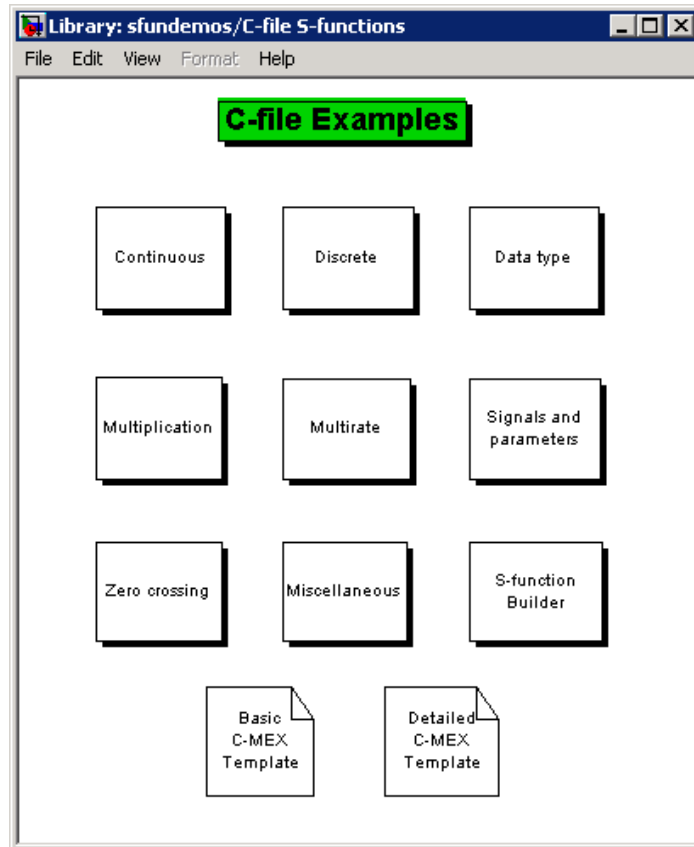 Library: sfundemos/C-file S-functions
File Edit View Format Help
C-file Examples
Continuous
Discrete
Data type
Multiplication
Multirate
Signals and
parameters
Zero crossing
Miscellaneous
S-function
Builder
Basic
C-MEX
Template
Detailed
C-MEX
Template